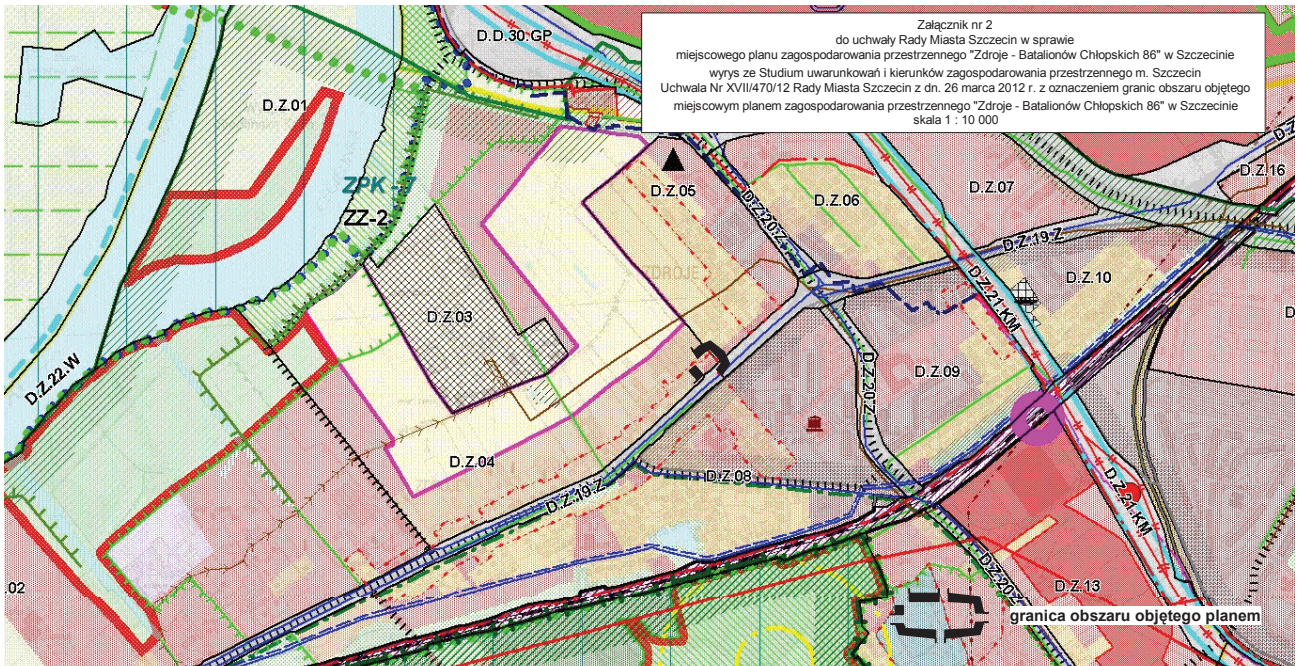 Załącznik nr 2
do uchwały Rady Miasta Szczecin w sprawie
miejscowego planu zagospodarowania przestrzennego "Zdroje - Batalionów Chłopskich 86" w Szczecinie
wyrys ze Studium uwarunkowań i kierunków zagospodarowania przestrzennego m. Szczecin
Uchwala Nr XVII/470/12 Rady Miasta Szczecin z dn. 26 marca 2012 r. z oznaczeniem granic obszaru objętego
miejscowym planem zagospodarowania przestrzennego "Zdroje - Batalionów Chłopskich 86" w Szczecinie
skala 1 : 10 000
D.D.30.GP
D.Z.01
ZPK -7
ZZ-2
D.Z.05
D.Z.06
D.Z.07
D.Z.16
D.Z.20.Z
D.Z.19.Z
ZDROJE
D.Z.10
D.Z.21.KM
D.Z.03
D.Z.22.W
D.Z.20.Z
D.Z.09
D.Z.04
D.Z.08
D.Z.19.Z
D.Z.21.KM
.02
D.Z.20.Z
D.Z.13
granica obszaru objętego planem